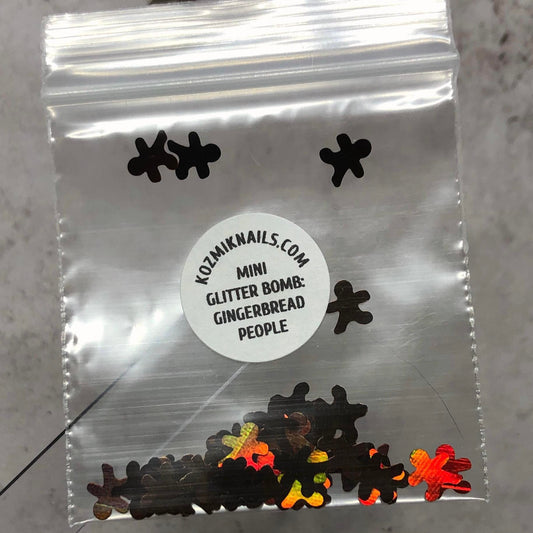 KOZMIKNAILS.COM
MINI
GLITTER BOMB:
GINGERBREAD
PEOPLE